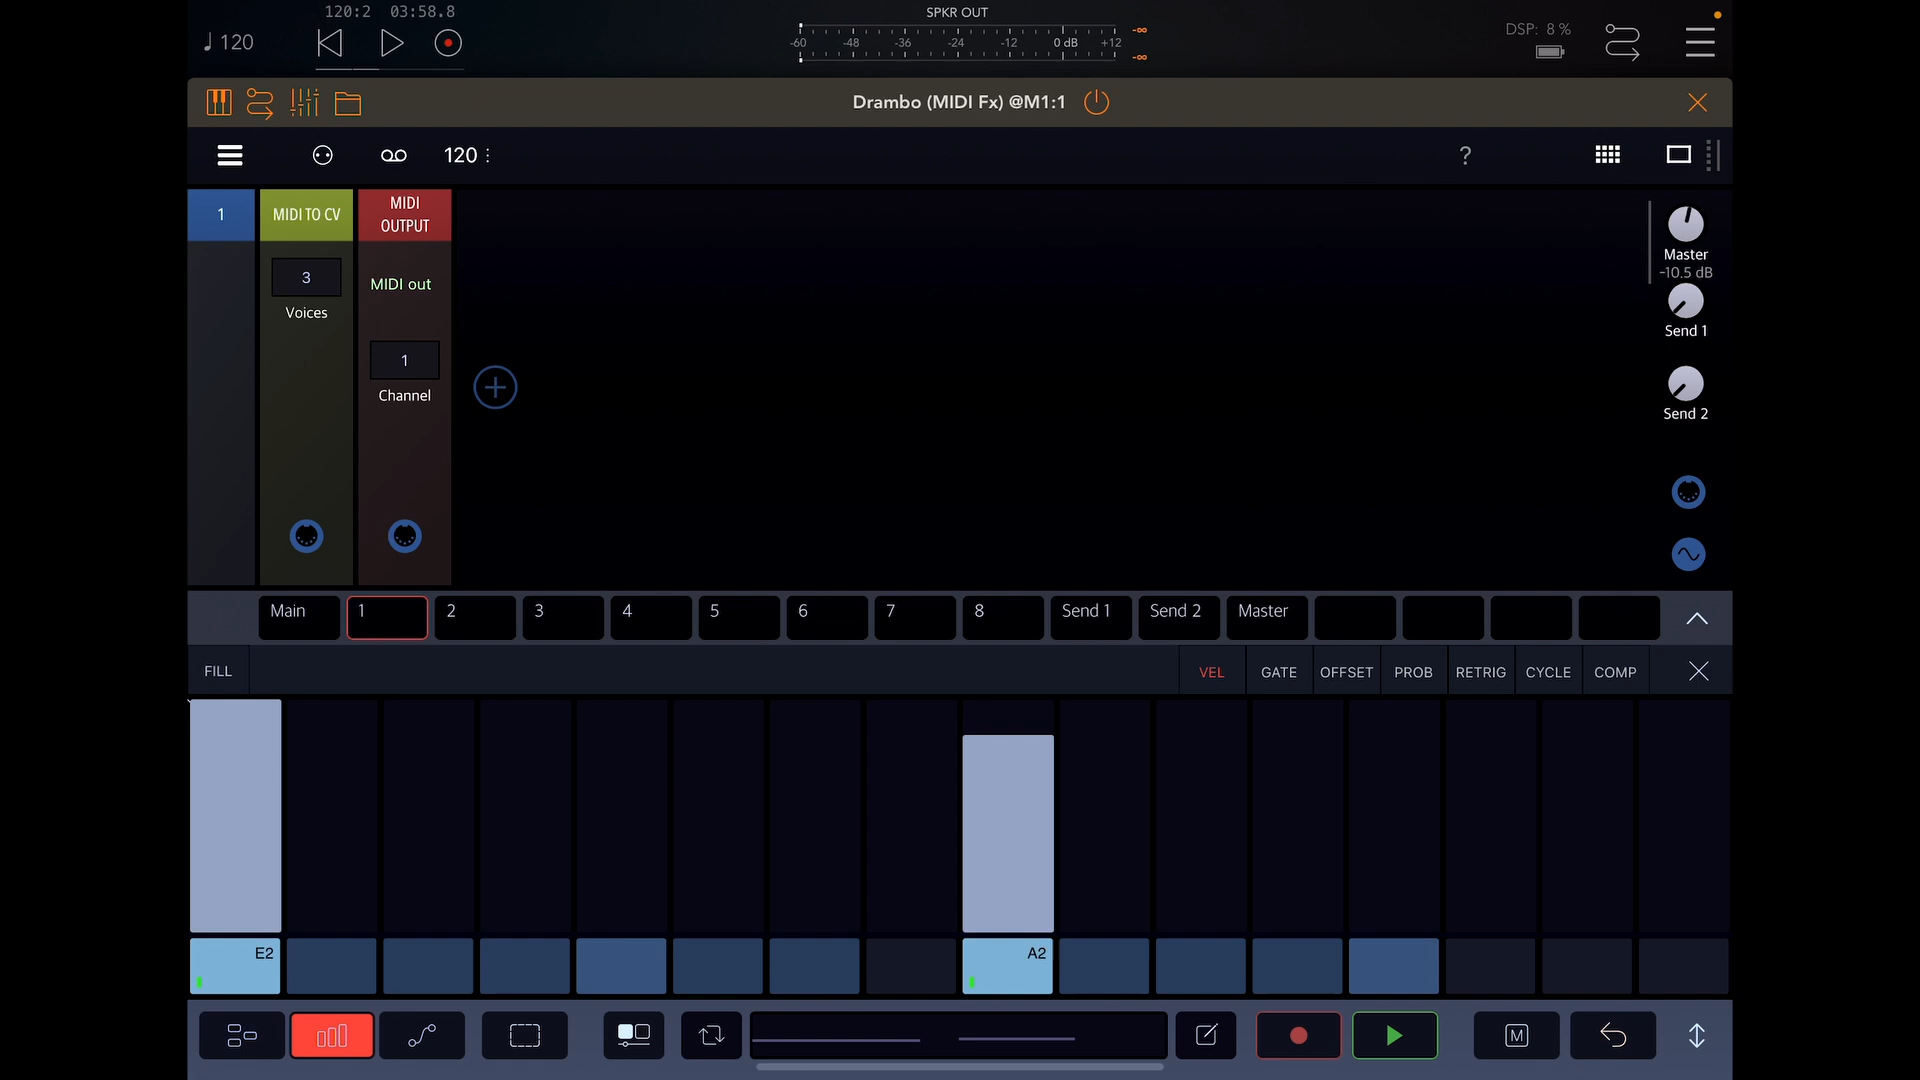 120:2 03:58.8
SPKR OUT
120
-60 -48 -36 -24 -12 0 dB +12
-∞
-∞
DSP: 8 %
Drambo (MIDI Fx) @M1:1
120
?
1
MIDI TO CV
MIDI
OUTPUT
3
Voices
MIDI out
1
Channel
Master
-10.5 dB
Send 1
Send 2
Main 1 2 3 4 5 6 7 8 Send 1 Send 2 Master
FILL
VEL GATE OFFSET PROB RETRIG CYCLE COMP
E2
A2
M